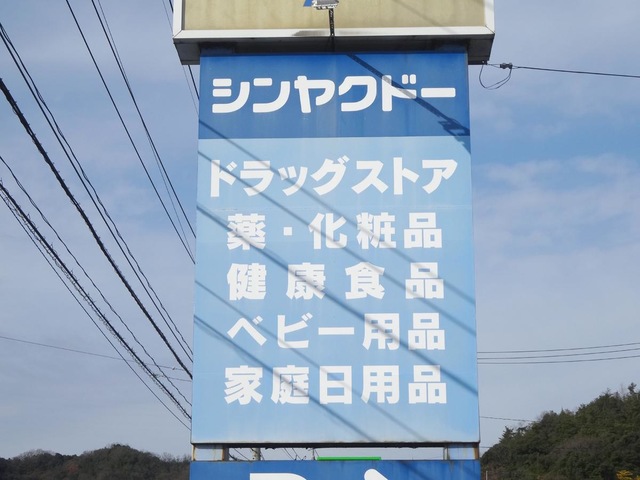 シンヤクドー
ドラッグストア
薬・化粧品
健康食品
ベビー用品
家庭日用品